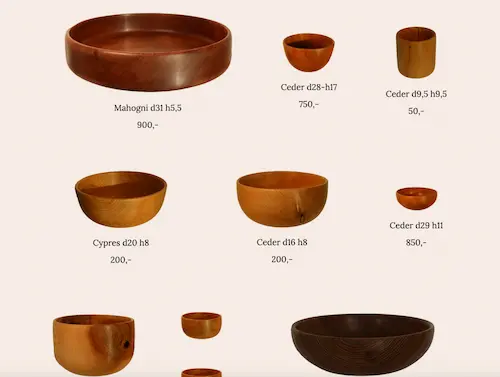 Mahogni d31 h5,5
900,-
Ceder d28-h17
750,-
Ceder d9,5 h9,5
50,-
Cypres d20 h8
200,-
Ceder d16 h8
200,-
Ceder d29 h11
850,-